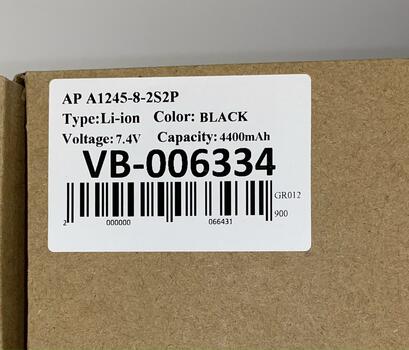 AP A1245-8-2S2P
Type:Li-ion Color: BLACK
Voltage: 7.4V Capacity: 4400mAh
VB-006334
GR012
2 000000 066431 900